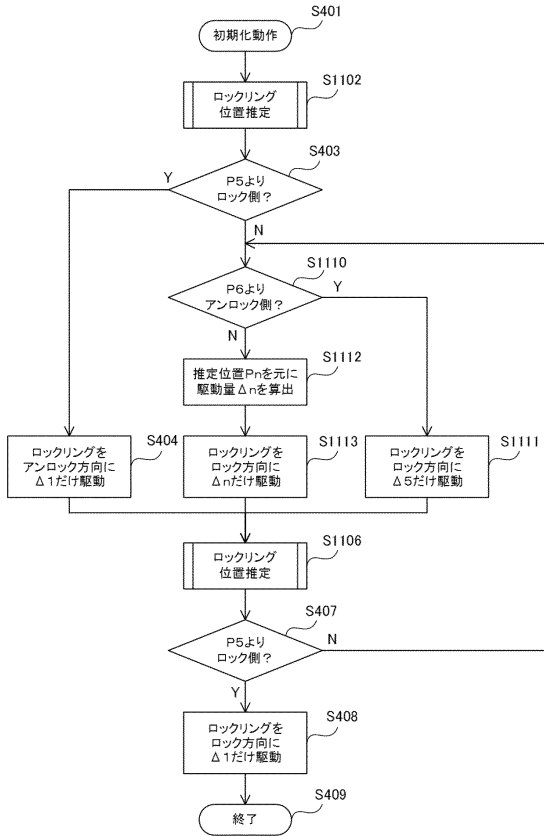 S401
初期化動作
S1102
ロックリング
位置推定
S403
Y
P5より
ロック側？
N
S1110
P6より
アンロック側？
Y
N
S1112
推定位置Pnを元に
駆動量Δnを算出
S404
ロックリングを
アンロック方向に
Δ1だけ駆動
S1113
ロックリングを
ロック方向に
Δnだけ駆動
S1111
ロックリングを
ロック方向に
Δ5だけ駆動
S1106
ロックリング
位置推定
S407
P5より
ロック側？
N
Y
S408
ロックリングを
ロック方向に
Δ1だけ駆動
S409
終了